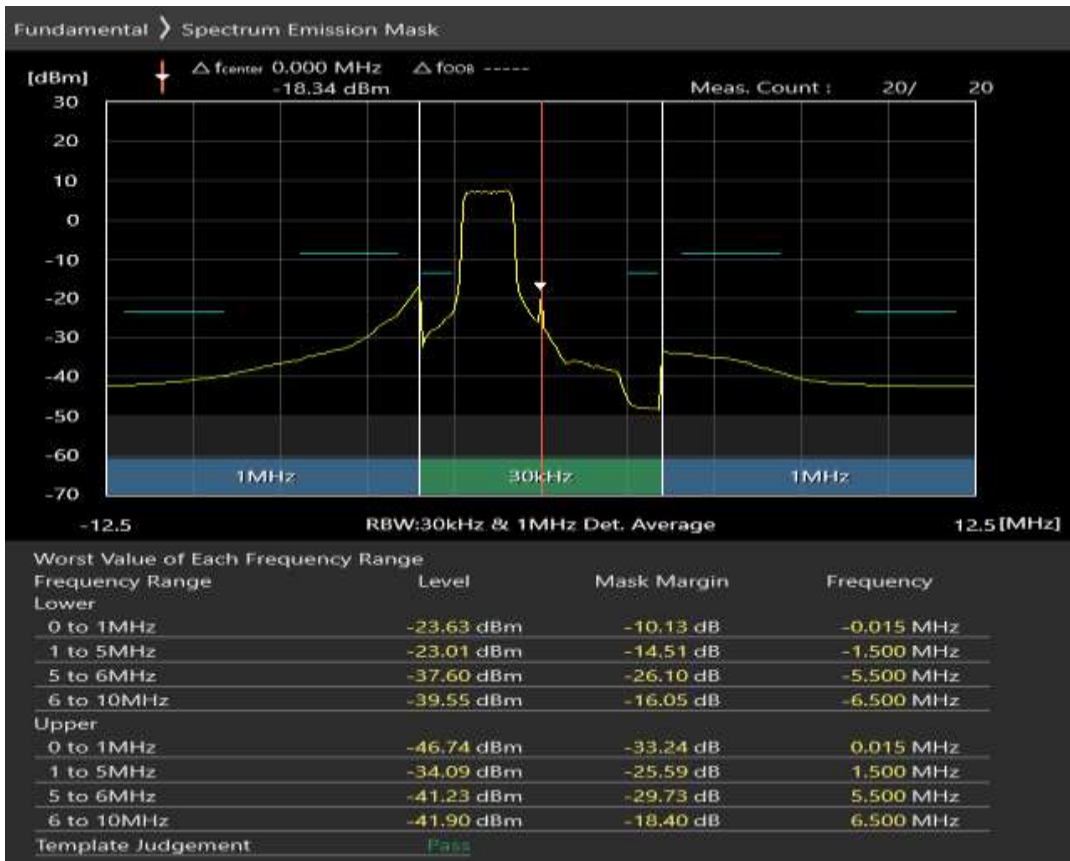 Fundamental ❯ Spectrum Emission Mask
[dBm] △ fcenter 0.000 MHz △ fOOB -----
-18.34 dBm Meas. Count : 20/ 20
30
20
10
0
-10
-20
-30
-40
-50
-60
-70
1MHz 30kHz 1MHz
-12.5 RBW:30kHz & 1MHz Det. Average 12.5 [MHz]
Worst Value of Each Frequency Range
Frequency Range Level Mask Margin Frequency
Lower
0 to 1MHz -23.63 dBm -10.13 dB -0.015 MHz
1 to 5MHz -23.01 dBm -14.51 dB -1.500 MHz
5 to 6MHz -37.60 dBm -26.10 dB -5.500 MHz
6 to 10MHz -39.55 dBm -16.05 dB -6.500 MHz
Upper
0 to 1MHz -46.74 dBm -33.24 dB 0.015 MHz
1 to 5MHz -34.09 dBm -25.59 dB 1.500 MHz
5 to 6MHz -41.23 dBm -29.73 dB 5.500 MHz
6 to 10MHz -41.90 dBm -18.40 dB 6.500 MHz
Template Judgement Pass